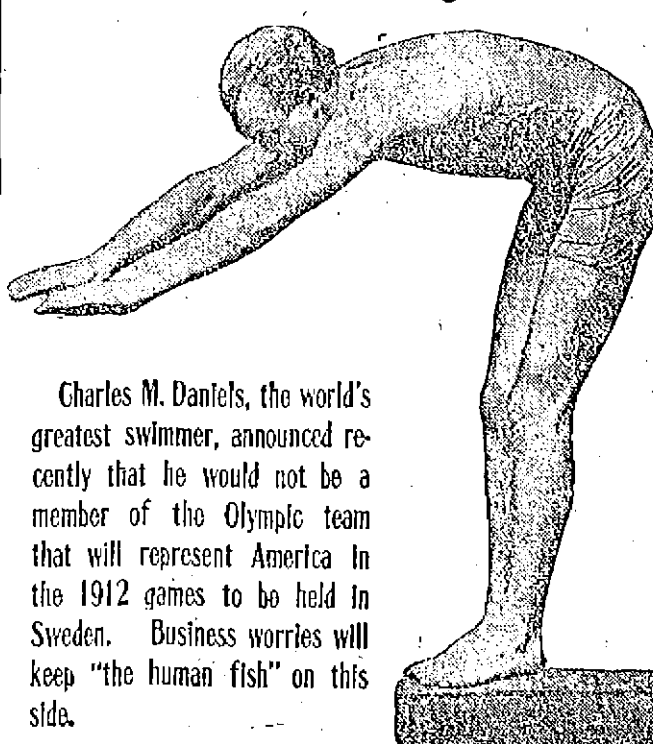 Charles M. Daniels, the world's
greatest swimmer, announced re-
cently that he would not be a
member of the Olympic team
that will represent America in
the 1912 games to be held in
Sweden. Business worries will
keep "the human fish" on this
side.